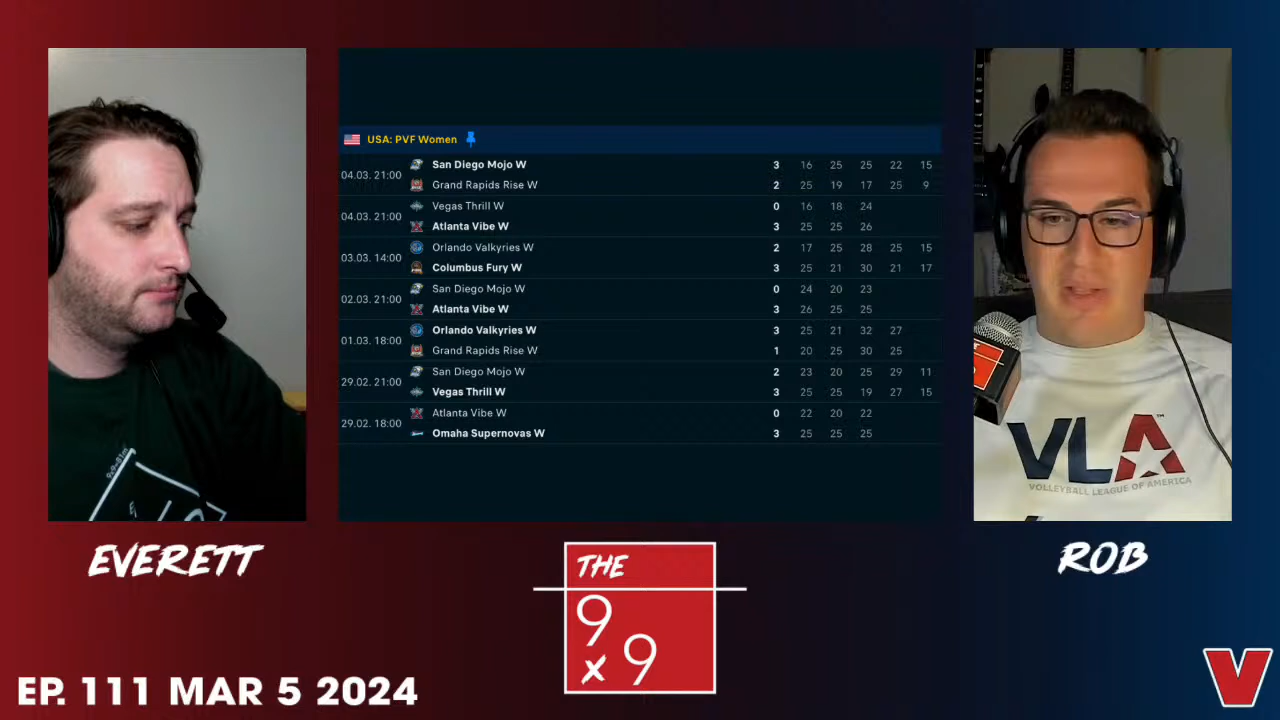 USA: PVF Women
04.03. 21:00
San Diego Mojo W 3 16 25 25 22 15
Grand Rapids Rise W 2 25 19 17 25 9
04.03. 21:00
Vegas Thrill W 0 16 18 24
Atlanta Vibe W 3 25 25 26
03.03. 14:00
Orlando Valkyries W 2 17 25 28 25 15
Columbus Fury W 3 25 21 30 21 17
02.03. 21:00
San Diego Mojo W 0 24 20 23
Atlanta Vibe W 3 26 25 25
01.03. 18:00
Orlando Valkyries W 3 25 21 32 27
Grand Rapids Rise W 1 20 25 30 25
29.02. 21:00
San Diego Mojo W 2 23 20 25 29 11
Vegas Thrill W 3 25 25 19 27 15
29.02. 18:00
Atlanta Vibe W 0 22 20 22
Omaha Supernovas W 3 25 25 25
9x9=81m
VLA™
VOLLEYBALL LEAGUE OF AMERICA
EVERETT
ROB
THE
9
x 9
EP. 111 MAR 5 2024
V